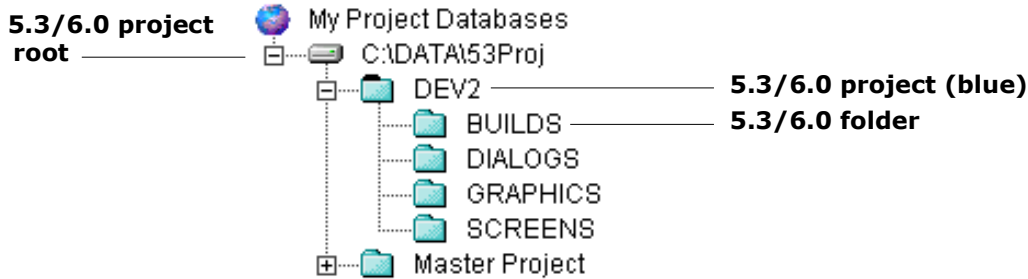 5.3/6.0 project
root
My Project Databases
C:\DATA\53Proj
DEV2
5.3/6.0 project (blue)
BUILDS
5.3/6.0 folder
DIALOGS
GRAPHICS
SCREENS
Master Project